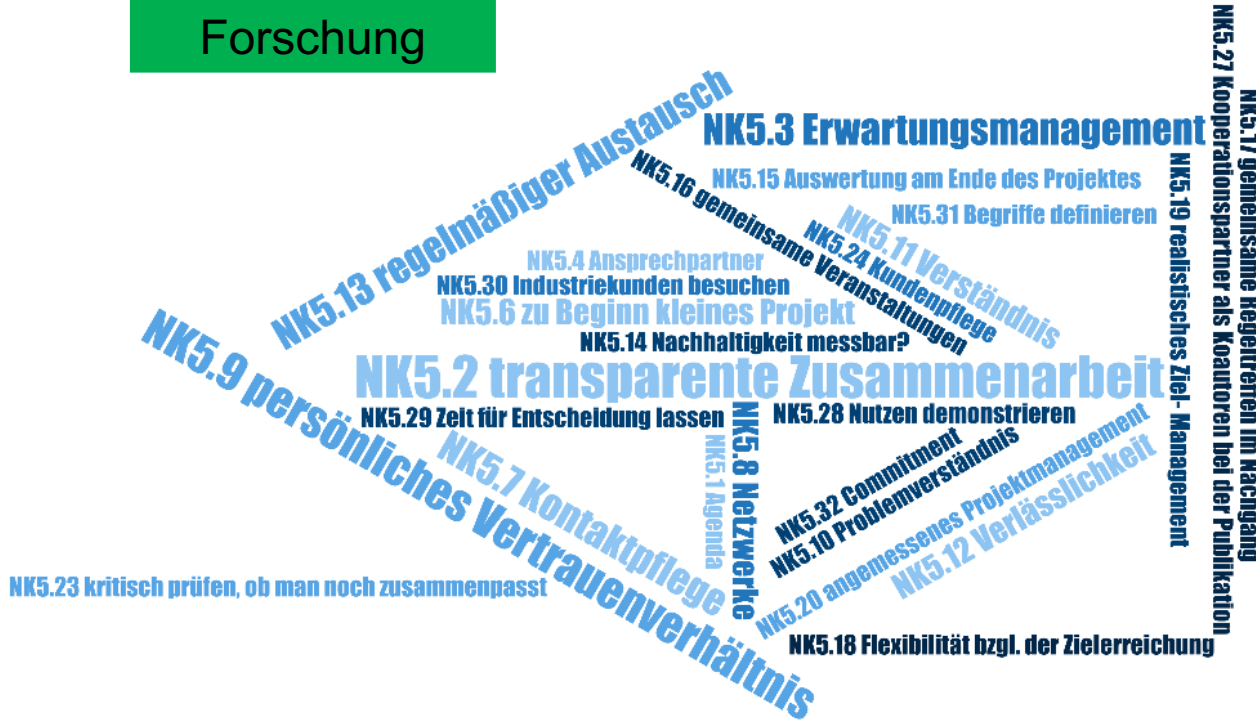 Forschung
NK5.13 regelmäßiger Austausch
NK5.3 Erwartungsmanagement
NK5.16 gemeinsame Veranstaltungen
NK5.15 Auswertung am Ende des Projektes
NK5.31 Begriffe definieren
NK5.11 Verständnis
NK5.24 Kundenpflege
NK5.4 Ansprechpartner
NK5.30 Industriekunden besuchen
NK5.6 zu Beginn kleines Projekt
NK5.14 Nachhaltigkeit messbar?
NK5.2 transparente Zusammenarbeit
NK5.9 persönliches Vertrauenverhältnis
NK5.29 Zeit für Entscheidung lassen
NK5.28 Nutzen demonstrieren
NK5.7 Kontaktpflege
NK5.1 Agenda
NK5.8 Netzwerke
NK5.32 Commitment
NK5.10 Problemverständnis
NK5.20 angemessenes Projektmanagement
NK5.12 Verlässlichkeit
NK5.23 kritisch prüfen, ob man noch zusammenpasst
NK5.18 Flexibilität bzgl. der Zielerreichung
NK5.19 realistisches Ziel- Management
NK5.27 Kooperationspartner als Koautoren bei der Publikation
NK5.17 gemeinsame Regeltreffen im Nachgang